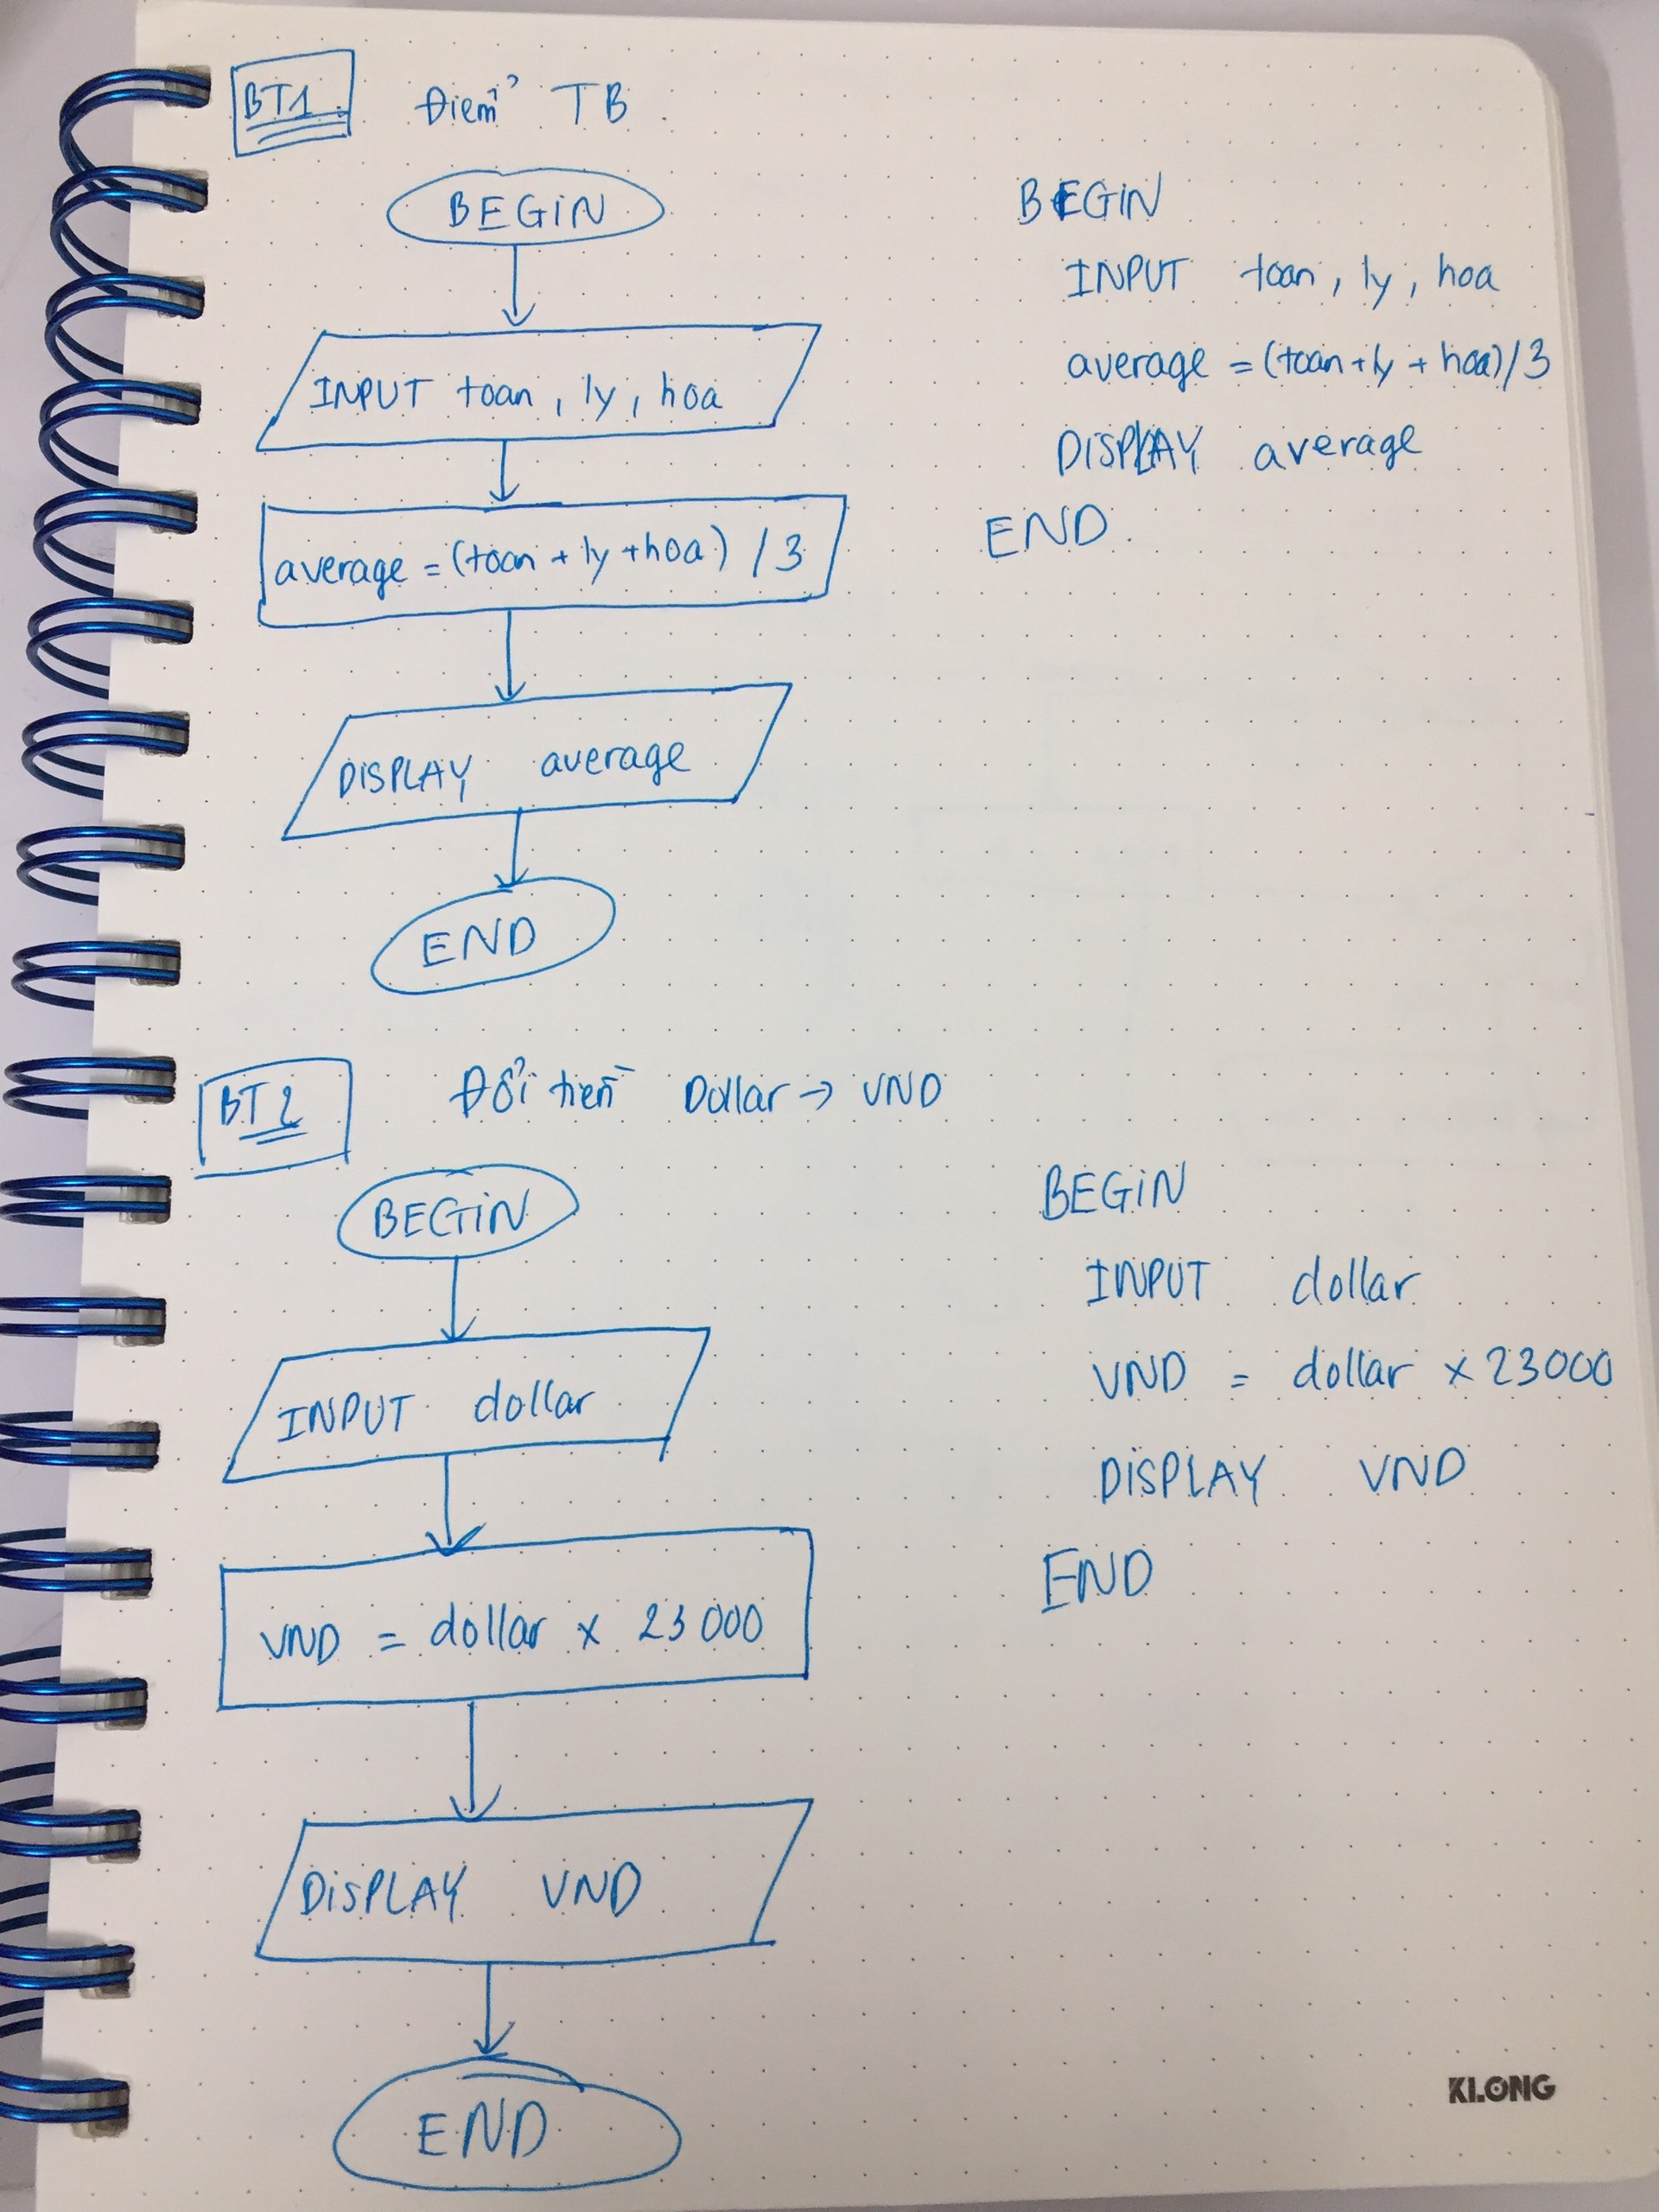 BT1 Điểm TB
BEGIN
INPUT toan, ly, hoa
average = (toan + ly + hoa) / 3
DISPLAY average
END
BEGIN
INPUT toan, ly, hoa
average = (toan + ly + hoa)/3
DISPLAY average
END.
BT2 Đổi tiền Dollar → VND
BEGIN
INPUT dollar
VND = dollar x 23000
DISPLAY VND
END
BEGIN
INPUT dollar
VND = dollar x 23000
DISPLAY VND
END
KLONG